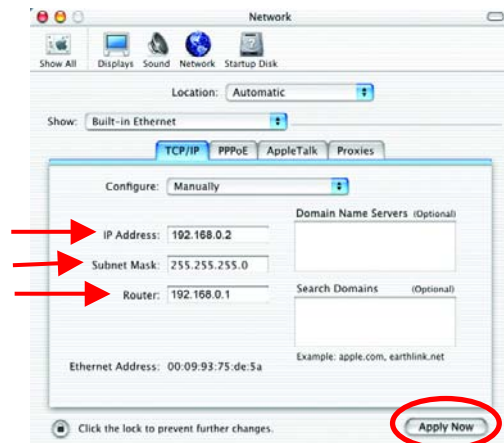 Network
Show All Displays Sound Network Startup Disk
Location: Automatic
Show: Built-in Ethernet
TCP/IP PPPoE AppleTalk Proxies
Configure: Manually
Domain Name Servers (Optional)
IP Address: 192.168.0.2
Subnet Mask: 255.255.255.0
Router: 192.168.0.1
Search Domains (Optional)
Example: apple.com, earthlink.net
Ethernet Address: 00:09:93:75:de:5a
Click the lock to prevent further changes.
Apply Now